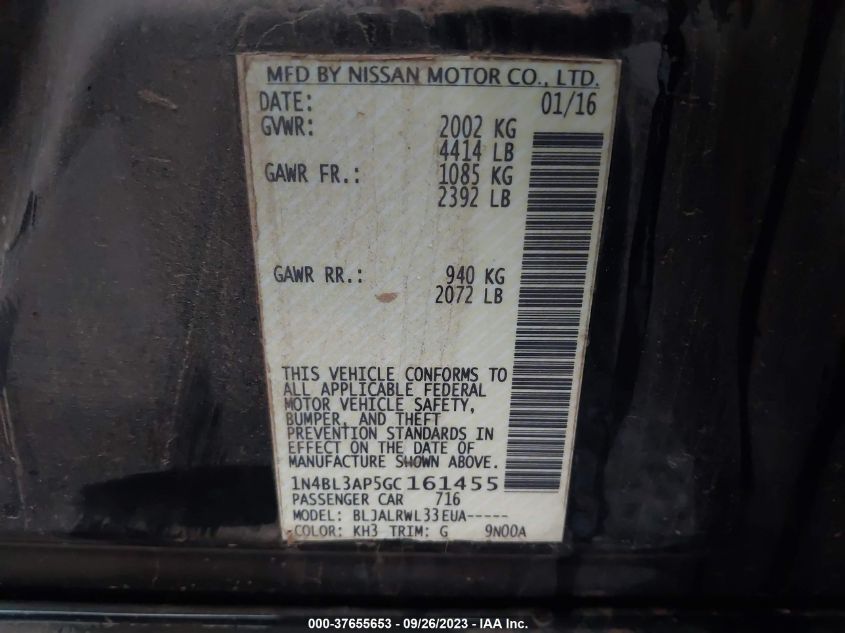 MFD BY NISSAN MOTOR CO., LTD.
DATE: 01/16
GVWR: 2002 KG
4414 LB
GAWR FR.: 1085 KG
2392 LB
GAWR RR.: 940 KG
2072 LB
THIS VEHICLE CONFORMS TO
ALL APPLICABLE FEDERAL
MOTOR VEHICLE SAFETY,
BUMPER, AND THEFT
PREVENTION STANDARDS IN
EFFECT ON THE DATE OF
MANUFACTURE SHOWN ABOVE.
1N4BL3AP5GC161455
PASSENGER CAR 716
MODEL: BLJALRWL33EUA-----
COLOR: KH3 TRIM: G 9N00A
000-37655653 - 09/26/2023 - IAA Inc.